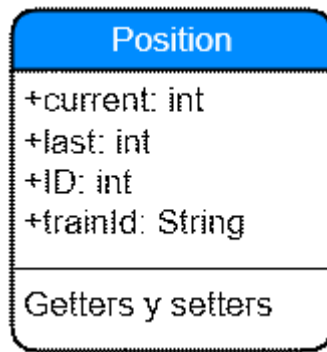 Position
+current: int
+last: int
+ID: int
+trainId: String
Getters y setters